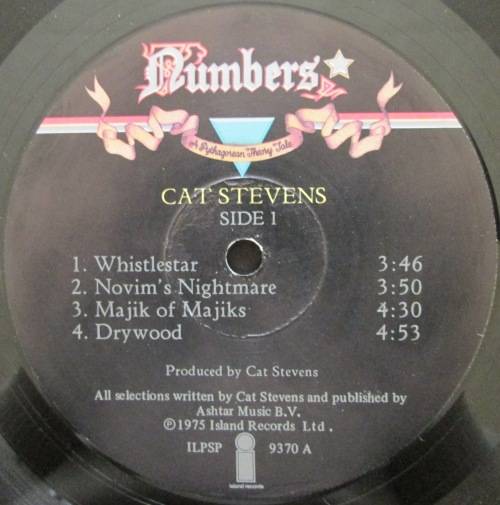 Numbers
A Pythagorean Theory Tale
CAT STEVENS
SIDE 1
1. Whistlestar 3:46
2. Novim's Nightmare 3:50
3. Majik of Majiks 4:30
4. Drywood 4:53
Produced by Cat Stevens
All selections written by Cat Stevens and published by
Ashtar Music B.V.
℗1975 Island Records Ltd.
ILPSP 9370 A
island records